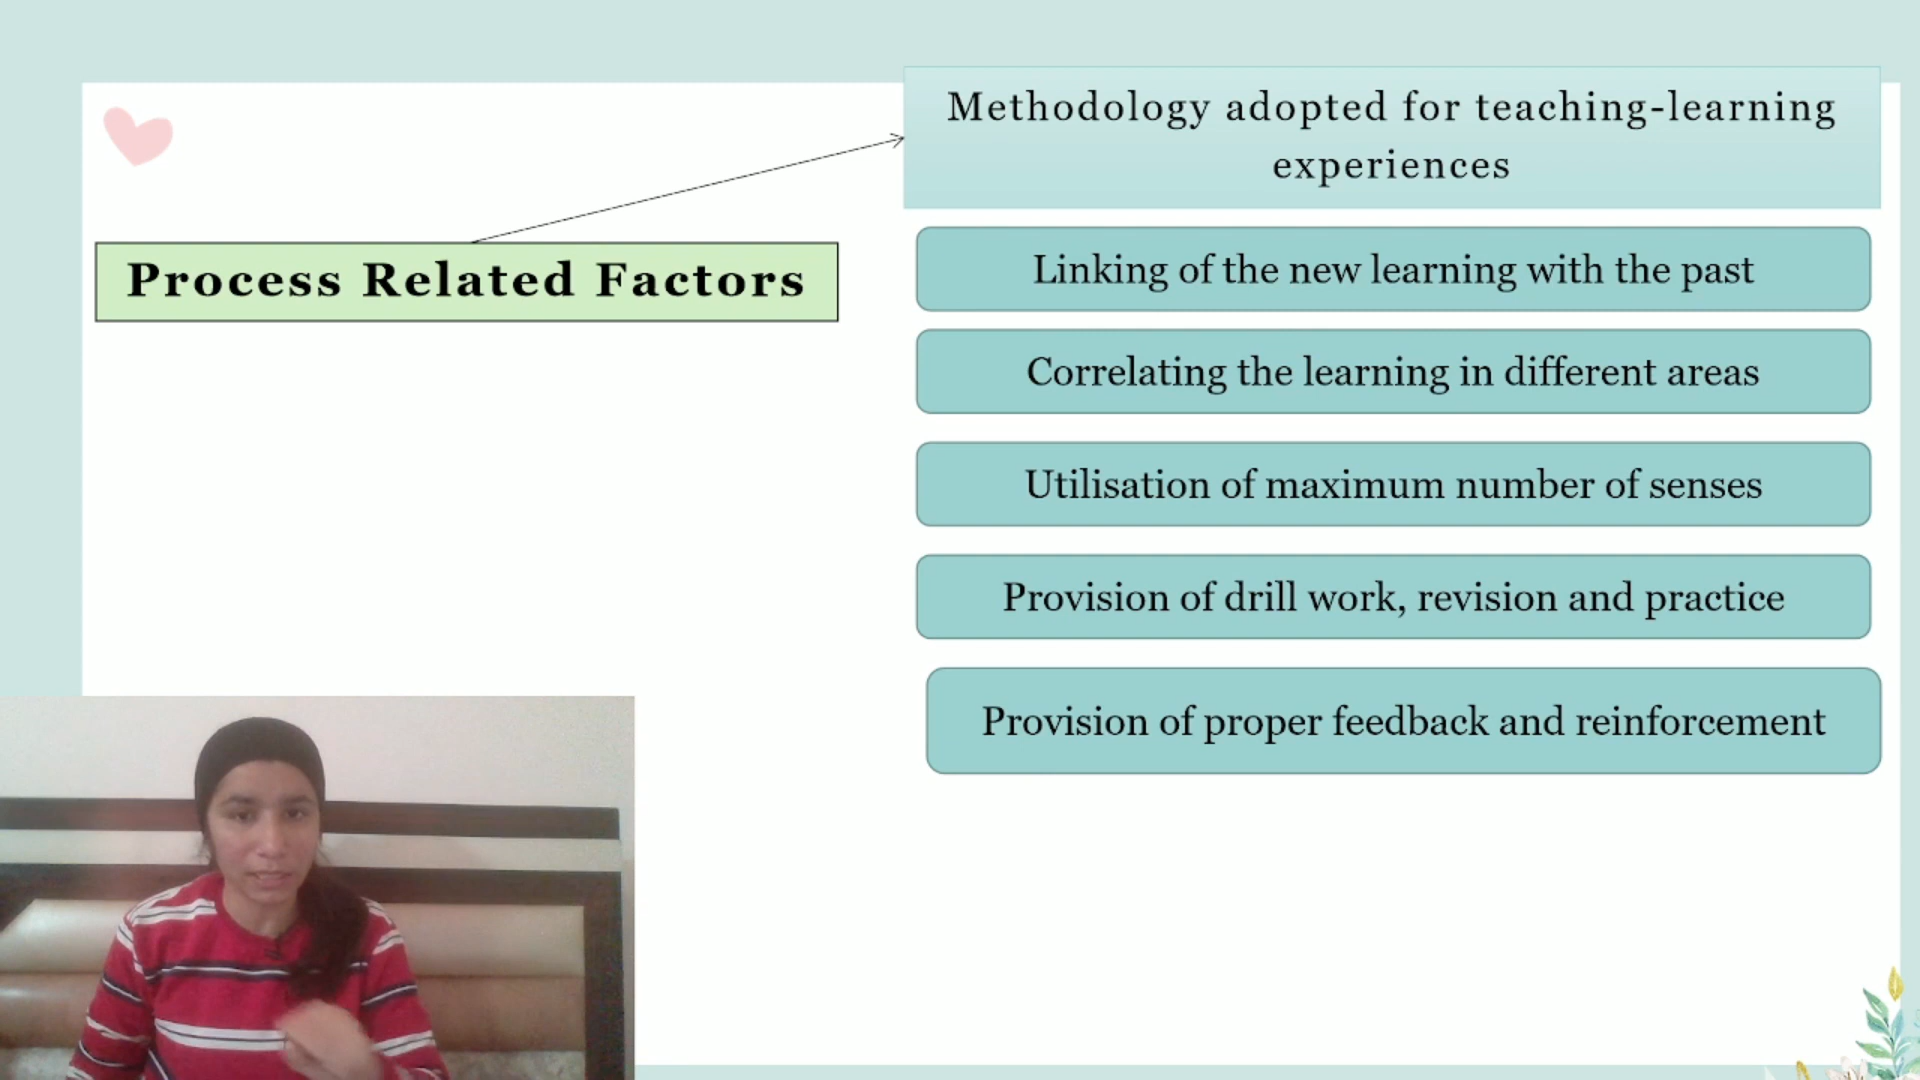 Methodology adopted for teaching-learning
experiences
Process Related Factors
Linking of the new learning with the past
Correlating the learning in different areas
Utilisation of maximum number of senses
Provision of drill work, revision and practice
Provision of proper feedback and reinforcement